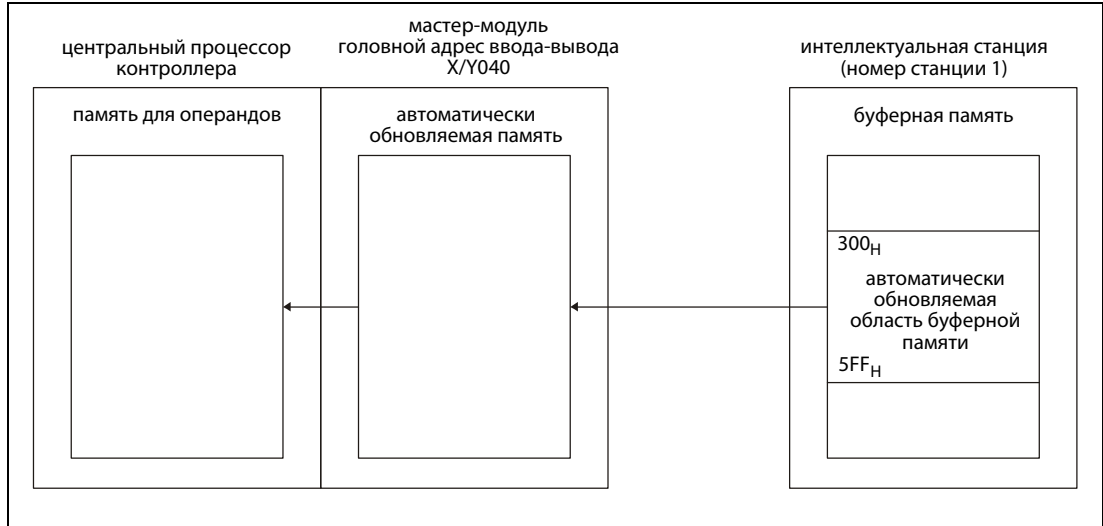 центральный процессор
контроллера
мастер-модуль
головной адрес ввода-вывода
X/Y040
интеллектуальная станция
(номер станции 1)
память для операндов
автоматически
обновляемая память
буферная память
300H
автоматически
обновляемая
область буферной
памяти
5FFH